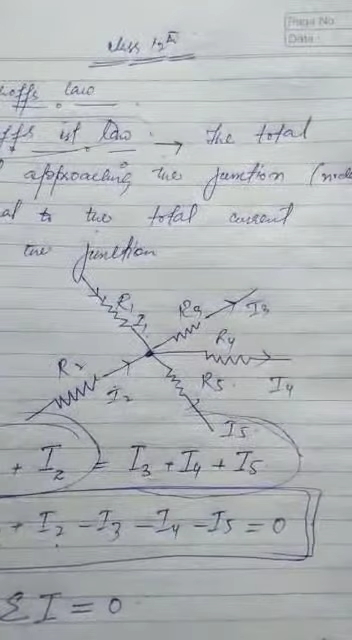 Page No
Date
class 12th
offs law
ffs ist law → The total
approaching the junction (node
al to the total current
the junction
R1 I1 R3 I3
R4
R2 I2 R5 I4
I5
+ I2 = I3 + I4 + I5
+ I2 - I3 - I4 - I5 = 0
ΣI = 0